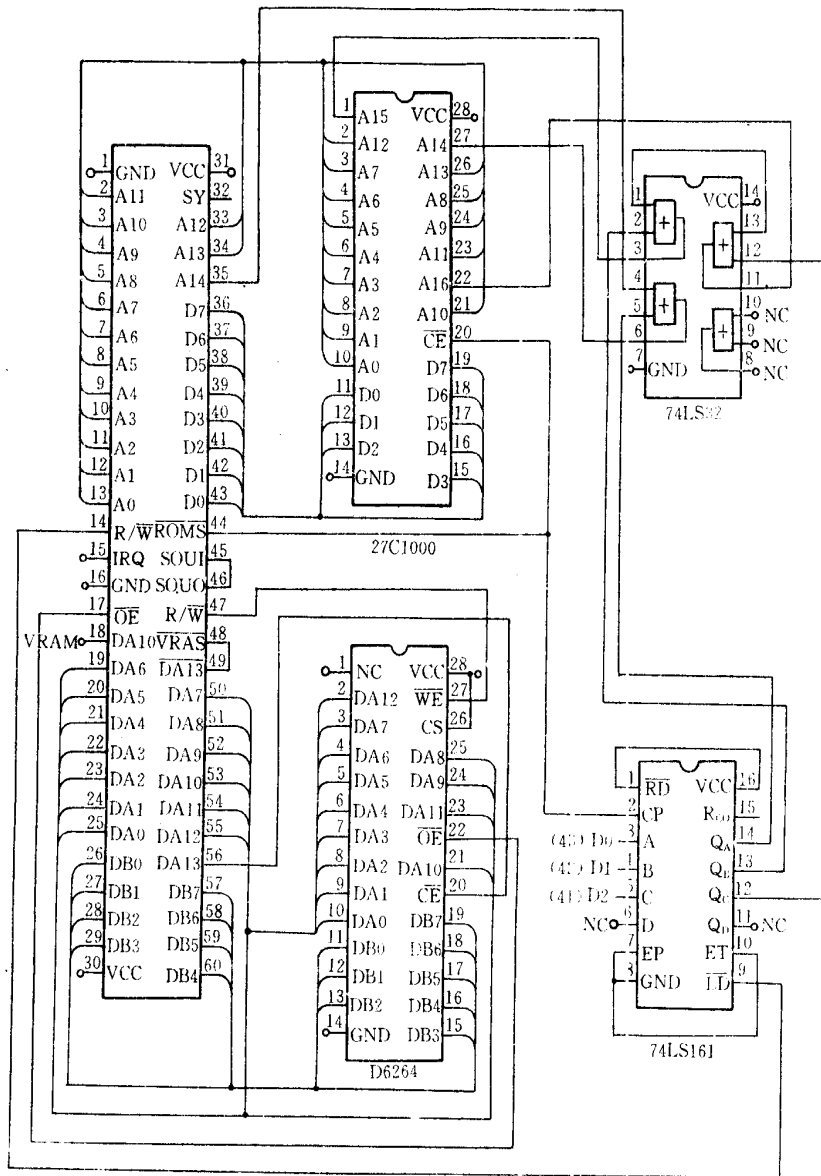 1 GND VCC 31
2 A11 SY 32
3 A10 A12 33
4 A9 A13 34
5 A8 A14 35
6 A7 D7 36
7 A6 D6 37
8 A5 D5 38
9 A4 D4 39
10 A3 D3 40
11 A2 D2 41
12 A1 D1 42
13 A0 D0 43
14 R/W̅ R̅O̅M̅S̅ 44
15 IRQ SOUI 45
16 GND SQUO 46
17 O̅E̅ R/W̅ 47
VRAM 18 DA10 V̅R̅A̅S̅ 48
19 DA6 D̅A̅1̅3̅ 49
20 DA5 DA7 50
21 DA4 DA8 51
22 DA3 DA9 52
23 DA2 DA10 53
24 DA1 DA11 54
25 DA0 DA12 55
26 DB0 DA13 56
27 DB1 DB7 57
28 DB2 DB6 58
29 DB3 DB5 59
30 VCC DB4 60
1 A15 VCC 28
2 A12 A14 27
3 A7 A13 26
4 A6 A8 25
5 A5 A9 24
6 A4 A11 23
7 A3 A16 22
8 A2 A10 21
9 A1 C̅E̅ 20
10 A0 D7 19
11 D0 D6 18
12 D1 D5 17
13 D2 D4 16
14 GND D3 15
27C1000
1 NC VCC 28
2 DA12 W̅E̅ 27
3 DA7 CS 26
4 DA6 DA8 25
5 DA5 DA9 24
6 DA4 DA11 23
7 DA3 O̅E̅ 22
8 DA2 DA10 21
9 DA1 C̅E̅ 20
10 DA0 DB7 19
11 DB0 DB6 18
12 DB1 DB5 17
13 DB2 DB4 16
14 GND DB3 15
D6264
1 VCC 14
2 + + 13
3 12
4 11
5 + 10 NC
6 + 9 NC
7 GND 8 NC
74LS32
1 R̅D̅ VCC 16
2 CP 15
3 A QA 14
(42) D1 4 B QB 13
(41) D2 5 C QC 12
NC 6 D QD 11 NC
7 EP ET 10
8 GND L̅D̅ 9
74LS161